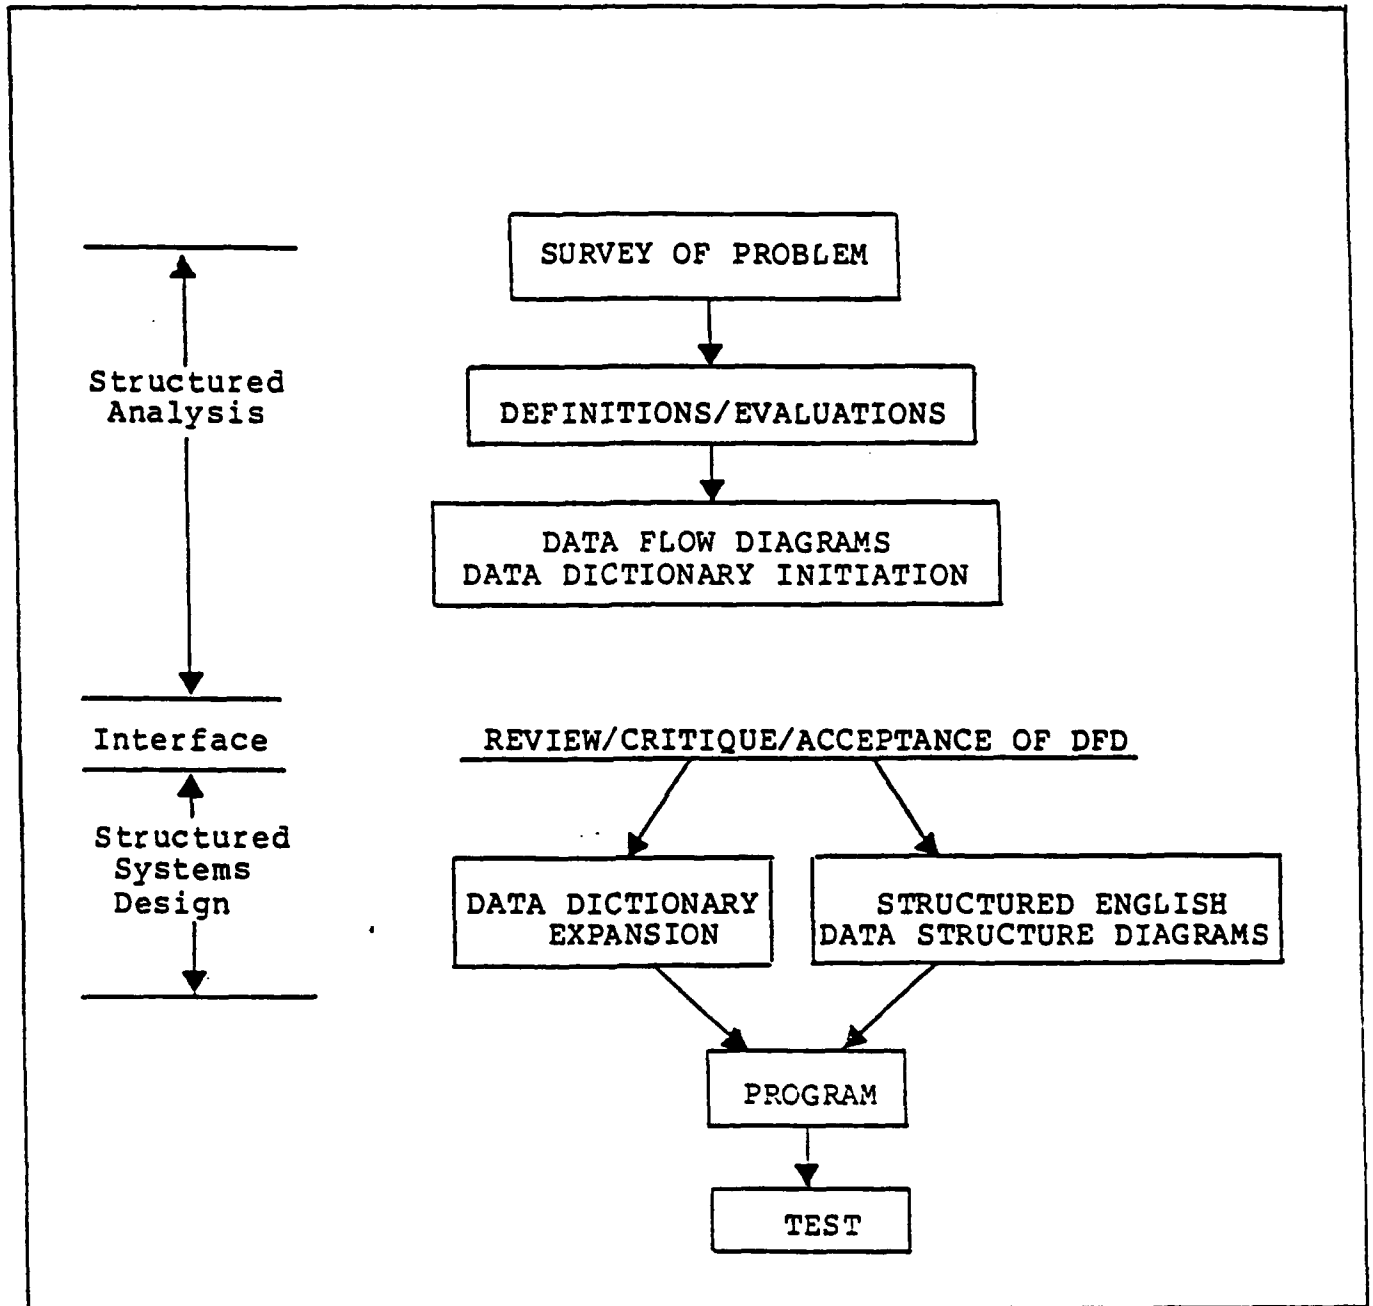 SURVEY OF PROBLEM
Structured
Analysis
DEFINITIONS/EVALUATIONS
DATA FLOW DIAGRAMS
DATA DICTIONARY INITIATION
Interface
REVIEW/CRITIQUE/ACCEPTANCE OF DFD
Structured
Systems
Design
DATA DICTIONARY
EXPANSION
STRUCTURED ENGLISH
DATA STRUCTURE DIAGRAMS
PROGRAM
TEST